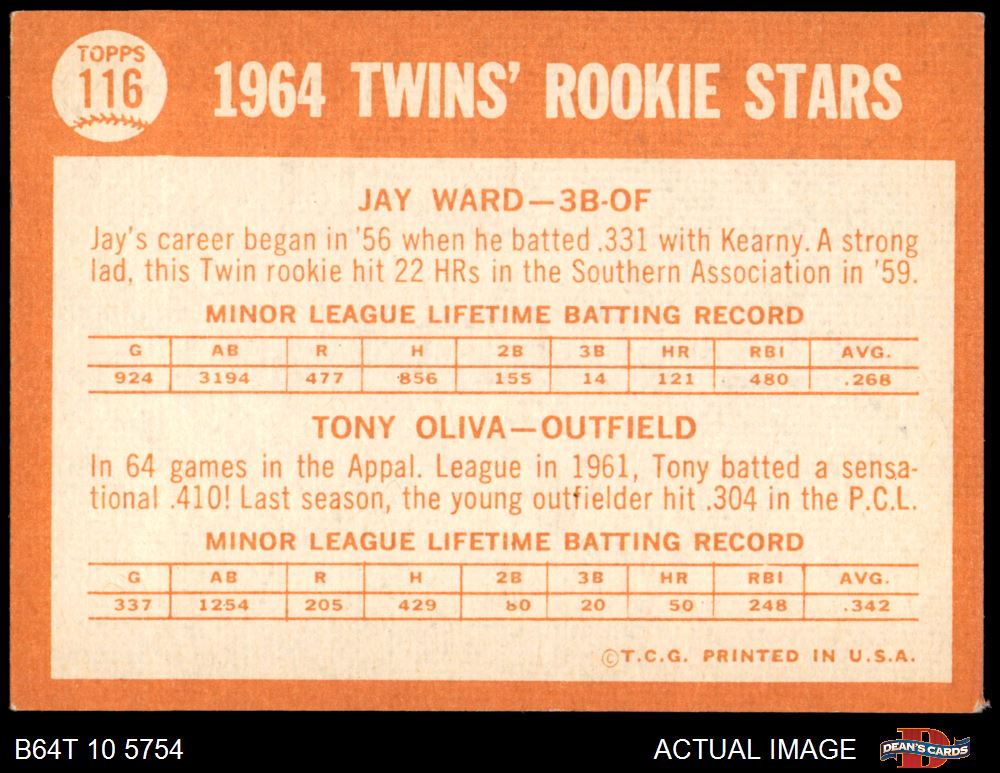 TOPPS
116
1964 TWINS' ROOKIE STARS
JAY WARD—3B-OF
Jay's career began in '56 when he batted .331 with Kearny. A strong
lad, this Twin rookie hit 22 HRs in the Southern Association in '59.
MINOR LEAGUE LIFETIME BATTING RECORD
G AB R H 2B 3B HR RBI AVG.
924 3194 477 856 155 14 121 480 .268
TONY OLIVA—OUTFIELD
In 64 games in the Appal. League in 1961, Tony batted a sensa-
tional .410! Last season, the young outfielder hit .304 in the P.C.L.
MINOR LEAGUE LIFETIME BATTING RECORD
G AB R H 2B 3B HR RBI AVG.
337 1254 205 429 20 50 248 .342
©T.C.G. PRINTED IN U.S.A.
B64T 10 5754
ACTUAL IMAGE
DEAN'S CARDS